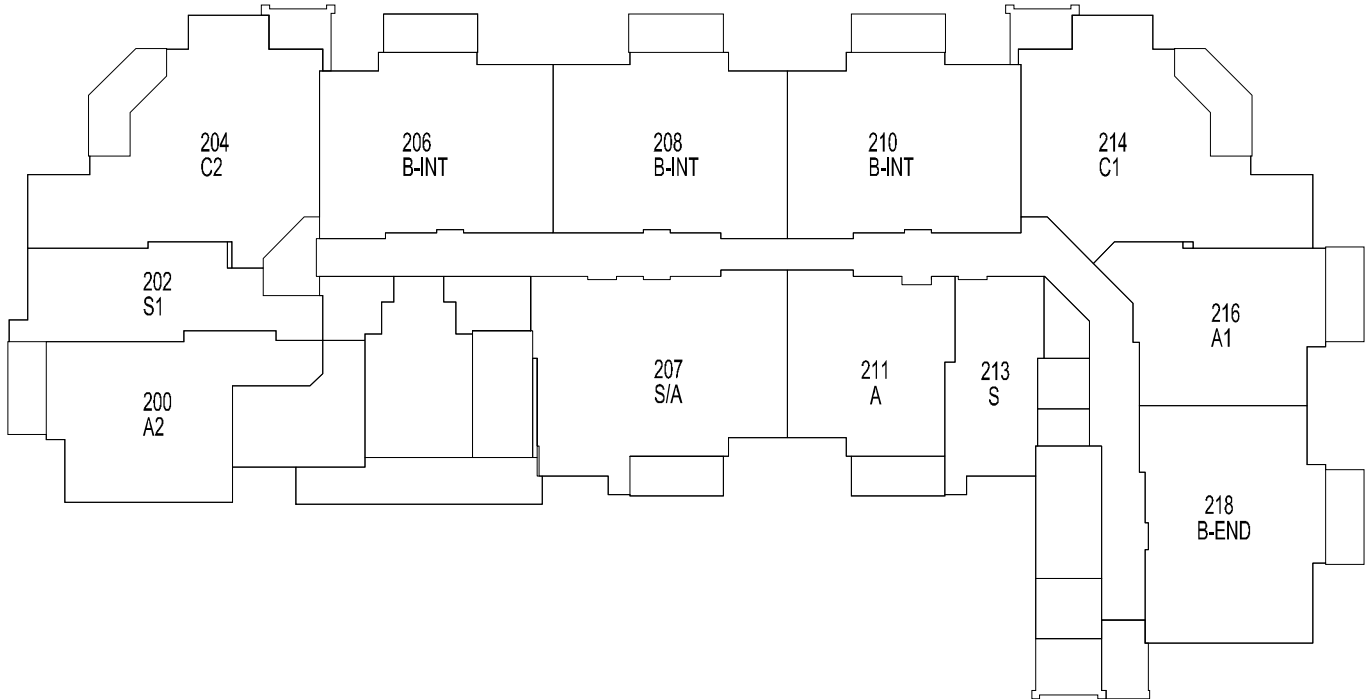 204
C2
206
B-INT
208
B-INT
210
B-INT
214
C1
202
S1
216
A1
200
A2
207
S/A
211
A
213
S
218
B-END